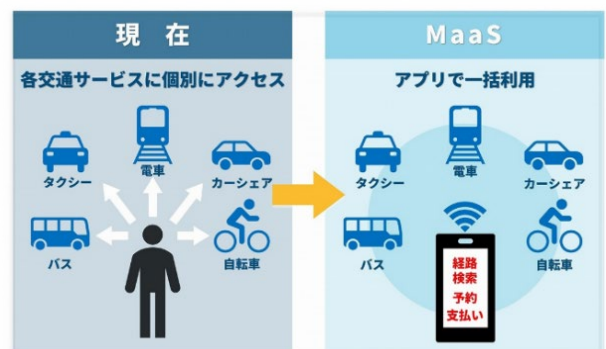 現在
各交通サービスに個別にアクセス
タクシー
電車
カーシェア
バス
自転車
MaaS
アプリで一括利用
タクシー
電車
カーシェア
バス
経路
検索
予約
支払い
自転車